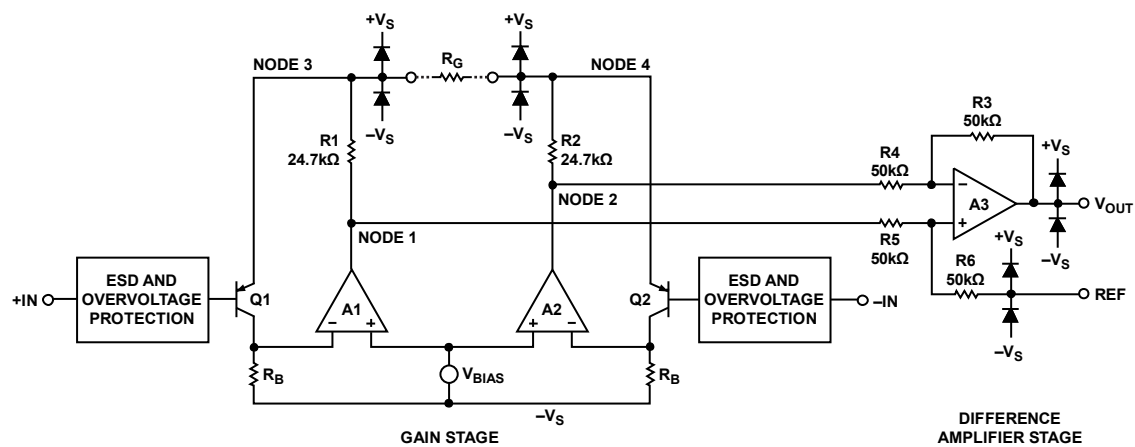 +VS
+VS
NODE 3
RG
NODE 4
−VS
−VS
R1
24.7kΩ
R2
24.7kΩ
R3
50kΩ
R4
50kΩ
+VS
−
A3
+
VOUT
NODE 2
NODE 1
R5
50kΩ
−VS
+VS
R6
50kΩ
REF
−VS
+IN
ESD AND
OVERVOLTAGE
PROTECTION
Q1
A1
− +
A2
+ −
Q2
ESD AND
OVERVOLTAGE
PROTECTION
−IN
RB
VBIAS
RB
−VS
GAIN STAGE
DIFFERENCE
AMPLIFIER STAGE